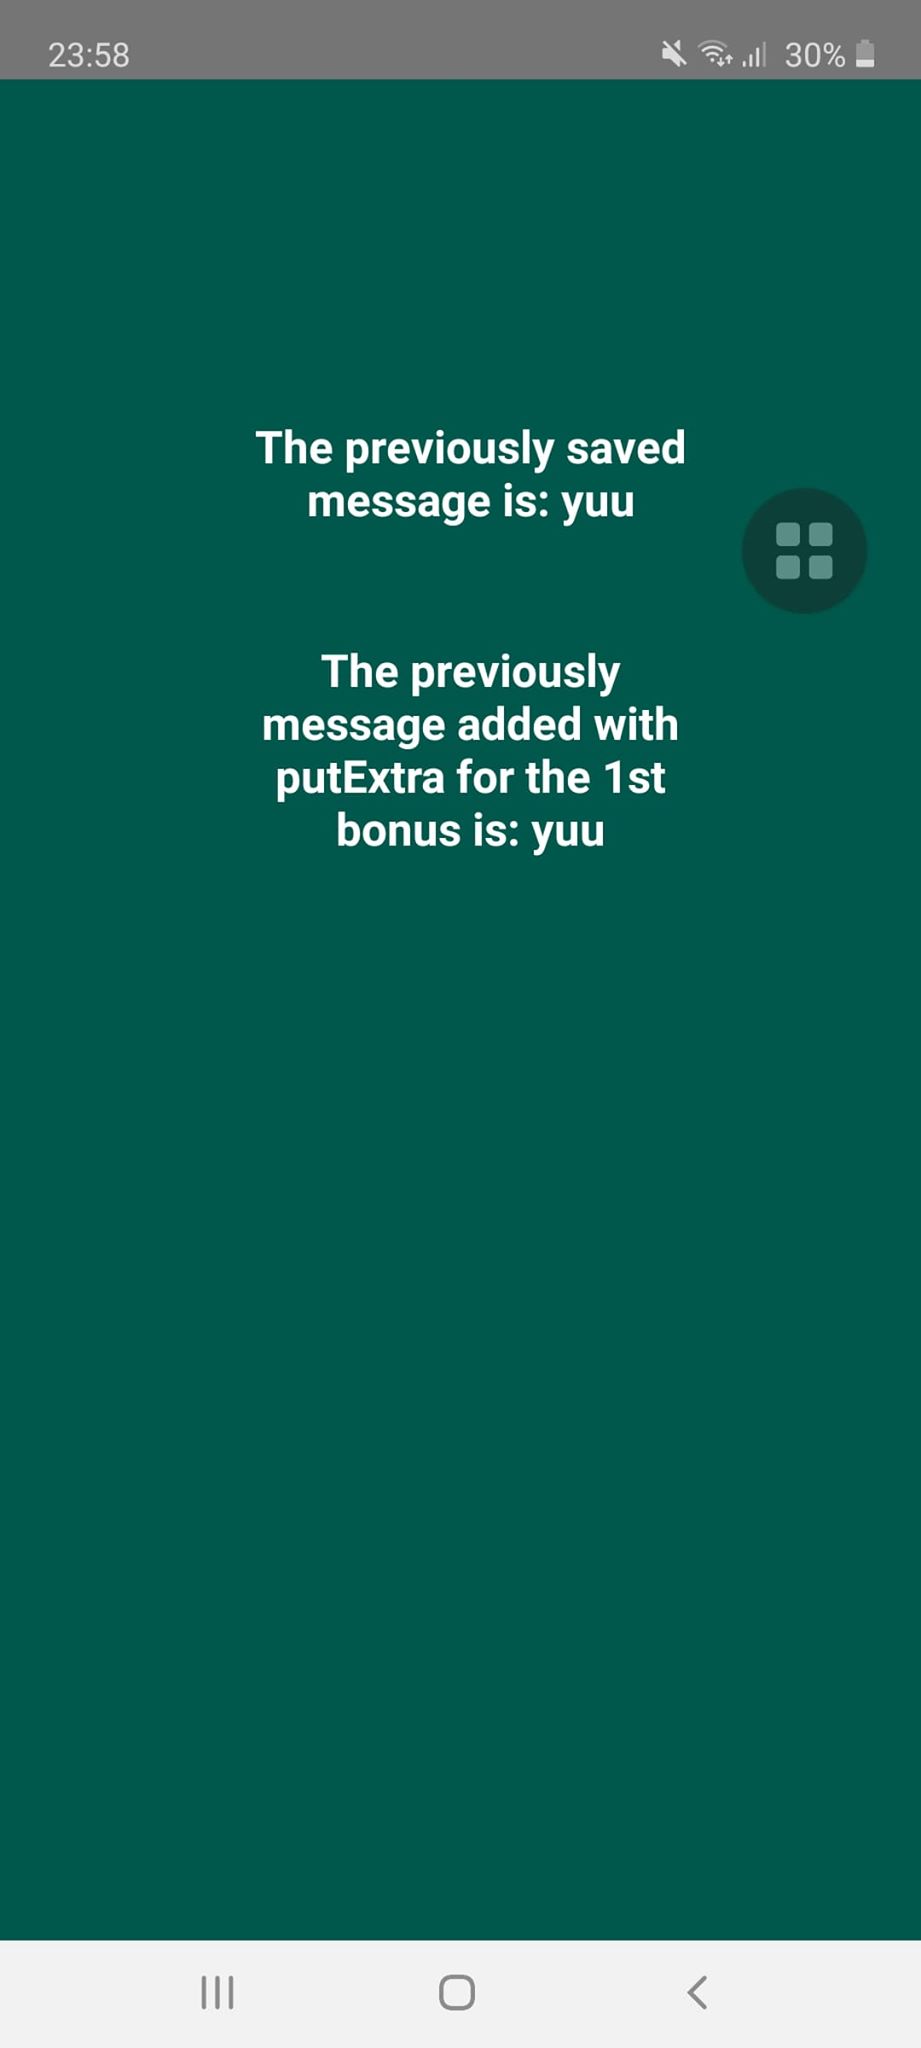 23:58
30%
The previously saved
message is: yuu
The previously
message added with
putExtra for the 1st
bonus is: yuu